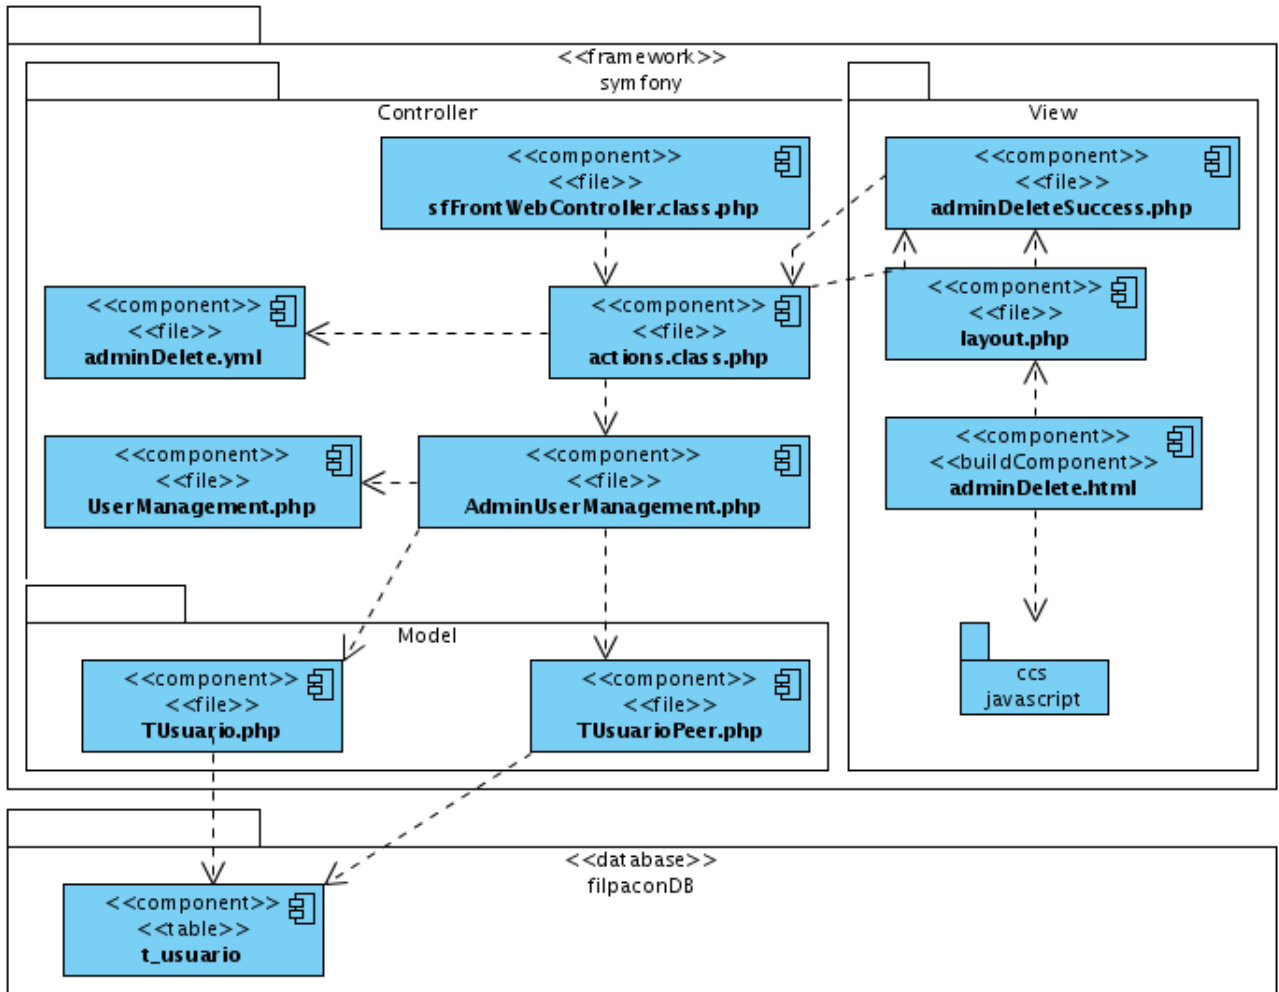 <<framework>>
symfony
Controller
View
<<component>>
<<file>>
sfFrontWebController.class.php
<<component>>
<<file>>
adminDeleteSuccess.php
<<component>>
<<file>>
adminDelete.yml
<<component>>
<<file>>
actions.class.php
<<component>>
<<file>>
layout.php
<<component>>
<<file>>
UserManagement.php
<<component>>
<<file>>
AdminUserManagement.php
<<component>>
<<buildComponent>>
adminDelete.html
Model
<<component>>
<<file>>
TUsuario.php
<<component>>
<<file>>
TUsuarioPeer.php
ccs
javascript
<<database>>
filpaconDB
<<component>>
<<table>>
t_usuario